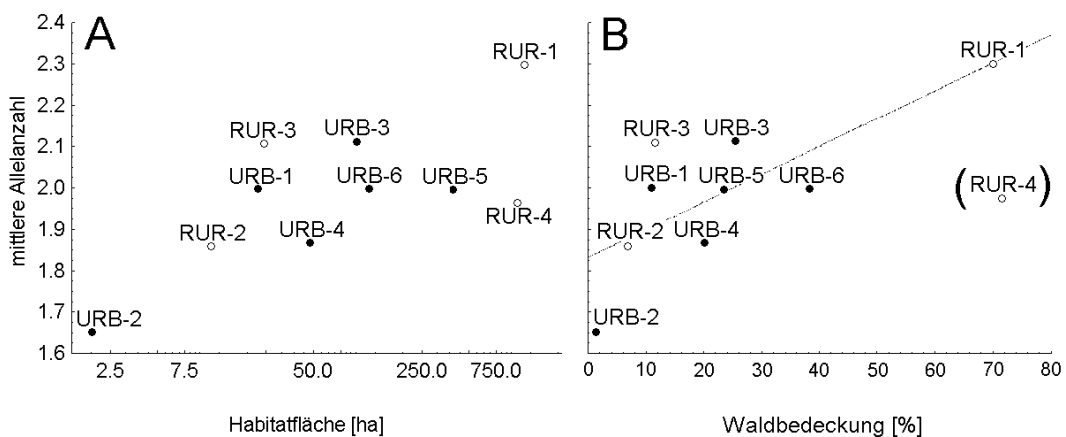 A
B
mittlere Allelanzahl
2.4
2.3
2.2
2.1
2.0
1.9
1.8
1.7
1.6
RUR-1
RUR-3
URB-3
URB-1
URB-6
URB-5
RUR-4
RUR-2
URB-4
URB-2
2.5 7.5 50.0 250.0 750.0
Habitatfläche [ha]
RUR-1
RUR-3
URB-3
URB-1
URB-5
URB-6
(RUR-4)
RUR-2
URB-4
URB-2
0 10 20 30 40 50 60 70 80
Waldbedeckung [%]